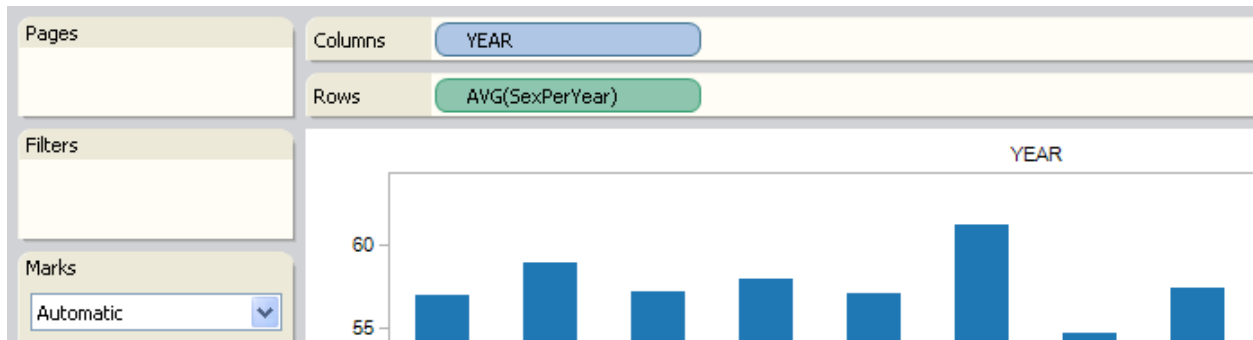 Pages
Columns YEAR
Rows AVG(SexPerYear)
Filters
YEAR
60
Marks
Automatic
55